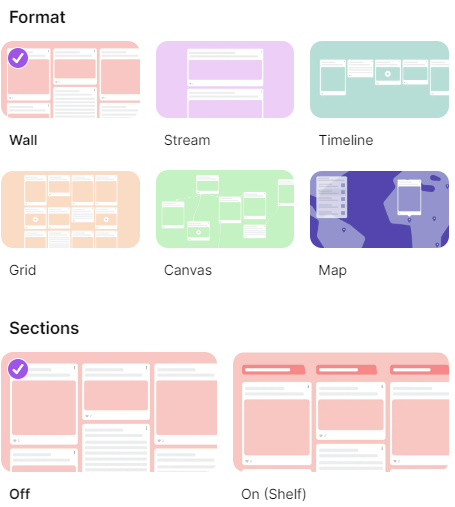 Format
Wall Stream Timeline
Grid Canvas Map
Sections
Off On (Shelf)